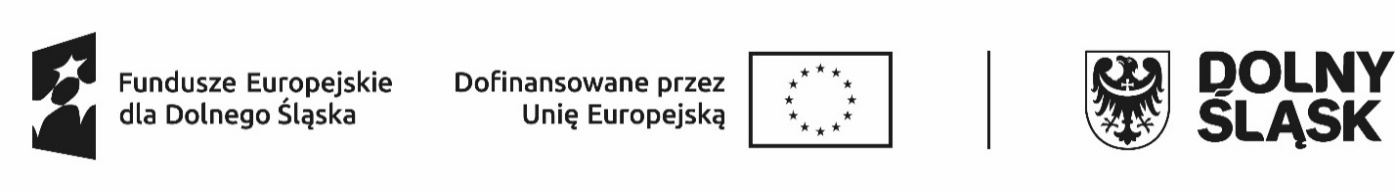 Fundusze Europejskie
dla Dolnego Śląska
Dofinansowane przez
Unię Europejską
DOLNY
ŚLĄSK